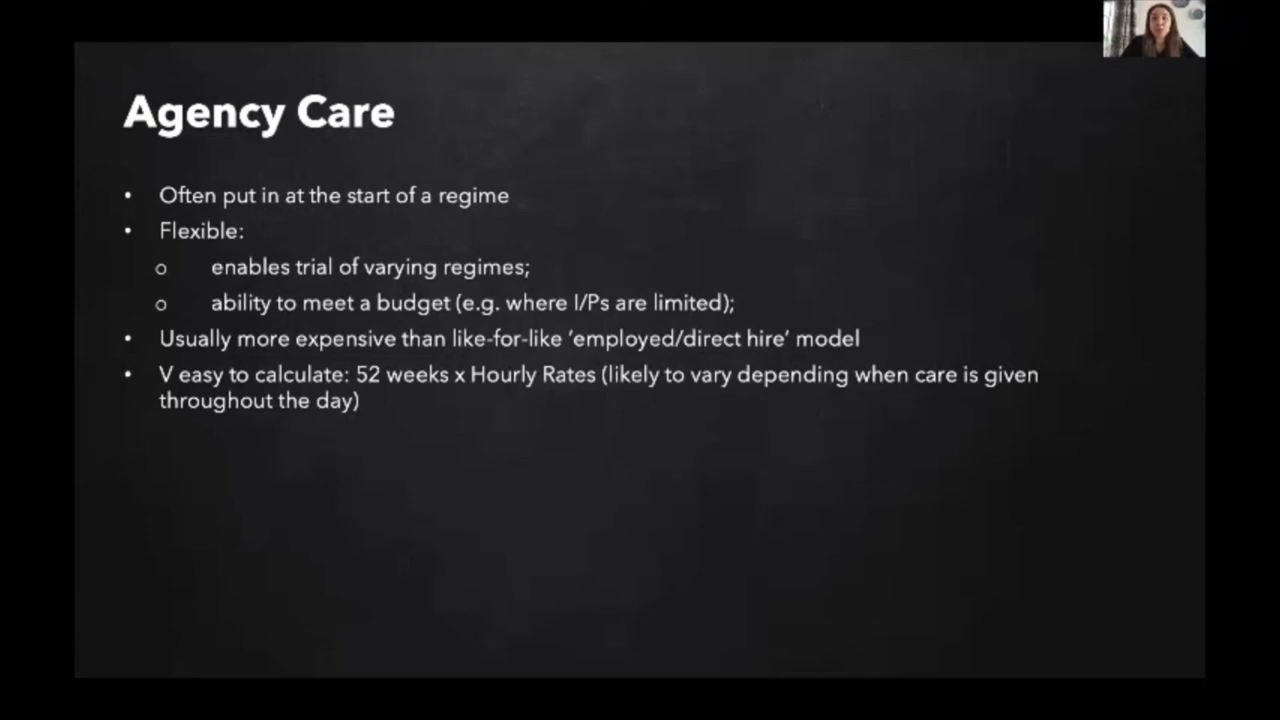 Agency Care
• Often put in at the start of a regime
• Flexible:
o enables trial of varying regimes;
o ability to meet a budget (e.g. where I/Ps are limited);
• Usually more expensive than like-for-like ‘employed/direct hire’ model
• V easy to calculate: 52 weeks x Hourly Rates (likely to vary depending when care is given
throughout the day)